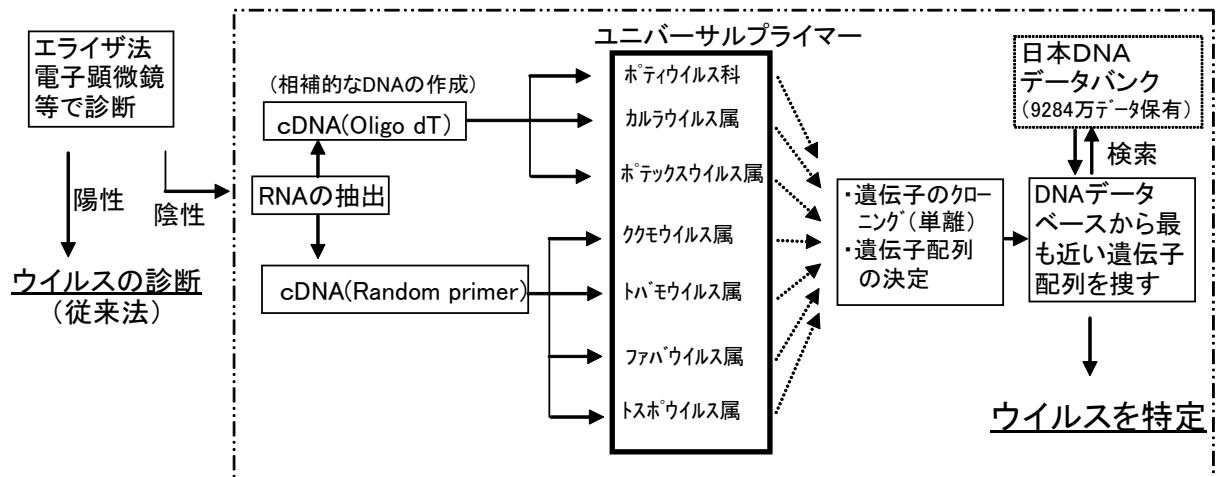 エライザ法
電子顕微鏡
等で診断
陽性
陰性
ウイルスの診断
（従来法）
（相補的なDNAの作成）
cDNA(Oligo dT)
RNAの抽出
cDNA(Random primer)
ユニバーサルプライマー
ﾎﾟﾃｨｳｲﾙｽ科
ｶﾙﾗｳｲﾙｽ属
ﾎﾟﾃｯｸｽｳｲﾙｽ属
ククモウイルス属
ﾄﾊﾞﾓｳｲﾙｽ属
ﾌｧﾊﾞｳｲﾙｽ属
ﾄｽﾎﾟｳｲﾙｽ属
・遺伝子のｸﾛｰ
ﾆﾝｸﾞ（単離）
・遺伝子配列
の決定
日本DNA
データバンク
（9284万ﾃﾞｰﾀ保有）
検索
DNAデータ
ベースから最
も近い遺伝子
配列を捜す
ウイルスを特定